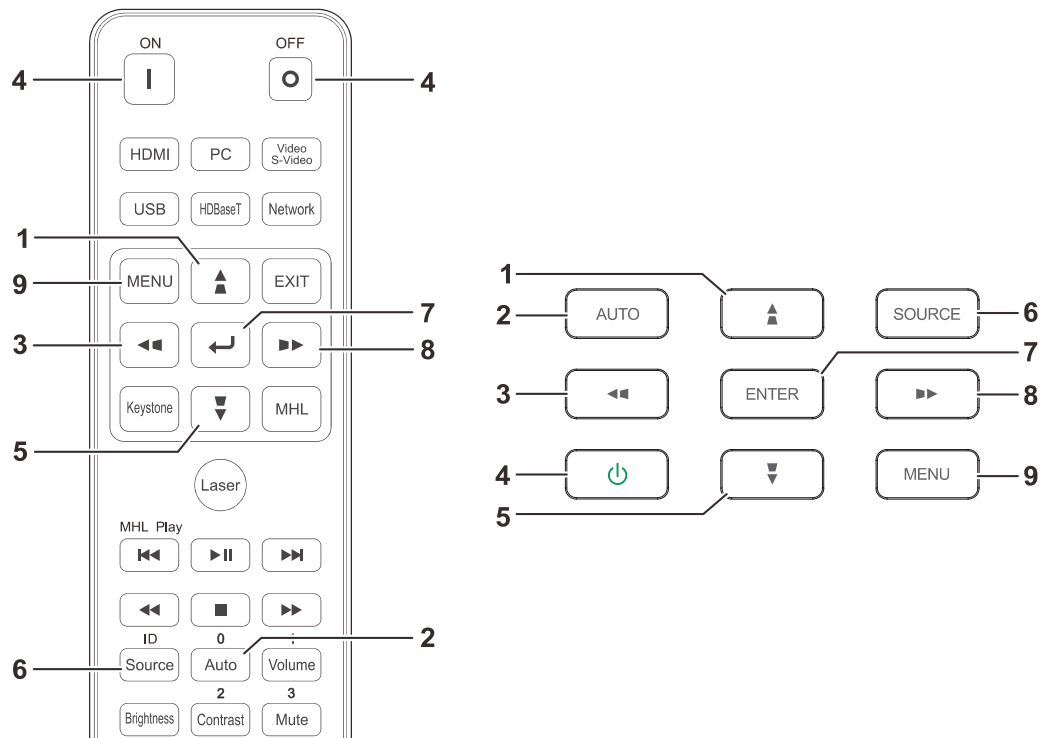 ON OFF
4 I O 4
HDMI PC Video
S-Video
USB HDBaseT Network
1
9 MENU EXIT
7
3 8
Keystone MHL
5
Laser
MHL Play
ID 0
2
6 Source Auto Volume
2 3
Brightness Contrast Mute
1
2 AUTO SOURCE 6
7
3 ENTER 8
4 MENU 9
5